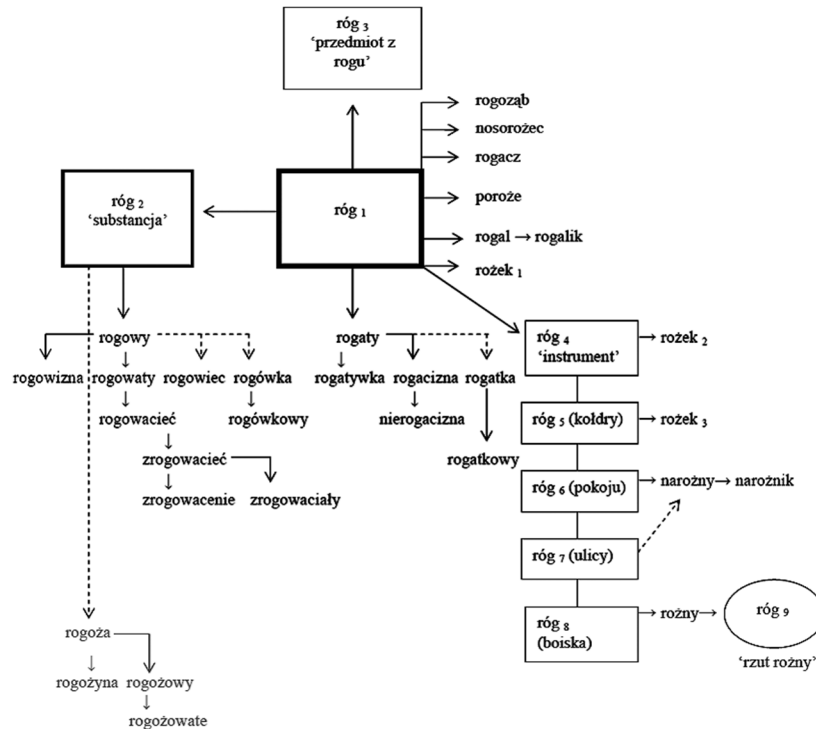 róg 3
‘przedmiot z
rogu’
rogoząb
nosorożec
rogacz
poroże
rogal → rogalik
rożek 1
róg 2
‘substancja’
róg 1
rogowy
rogowizna rogowaty rogowiec rogówka
rogowacieć rogówkowy
zrogowacieć
zrogowacenie zrogowaciały
rogaty
rogatywka rogacizna rogatka
nierogacizna
rogatkowy
róg 4
‘instrument’
rożek 2
róg 5 (kołdry)
rożek 3
róg 6 (pokoju)
narożny → narożnik
róg 7 (ulicy)
róg 8
(boiska)
rożny
róg 9
‘rzut rożny’
rogoża
rogożyna rogożowy
rogożowate